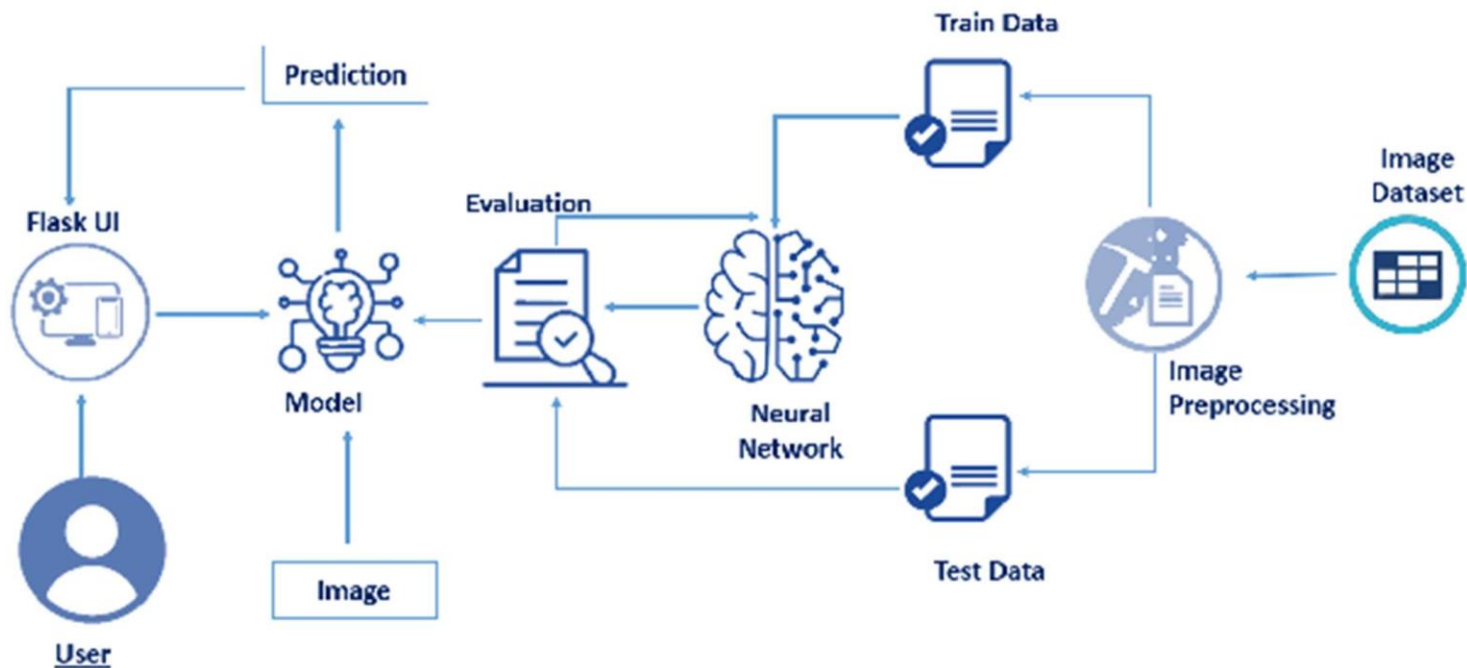 Train Data
Prediction
Image
Dataset
Evaluation
Flask UI
Image
Preprocessing
Model
Neural
Network
Test Data
Image
User